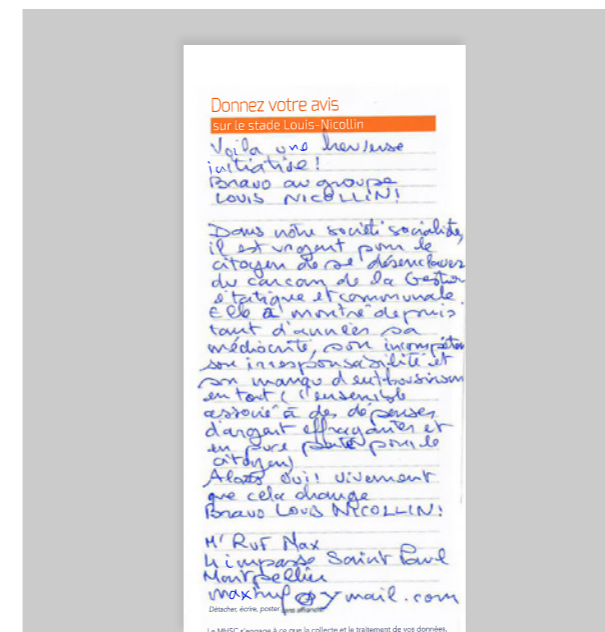 Donnez votre avis
sur le stade Louis-Nicollin
Voila une heureuse
initiative !
Bravo au groupe
LOUIS NICOLLIN !
Dans notre société socialiste,
il est urgent pour le
citoyen de se désenclaver
du carcan de la Gestion
étatique et communale.
Elle a montré depuis
tant d'années sa
médiocrité, son incompéten
son irresponsabilité et
son manqu d'enthousiasm
en tout ( l'ensemble
associé à des dépenses
d'argent effrayantes et
en pure perte pour le
citoyen)
Alors oui ! vivement
que cela change
Bravo Louis NICOLLIN !
Mr RUF Max
4 impasse Saint Paul
Montpellier
maxruf@ymail.com
Détacher, écrire, poster sans affranchir
Le MHSC s'engage à ce que la collecte et le traitement de vos données,